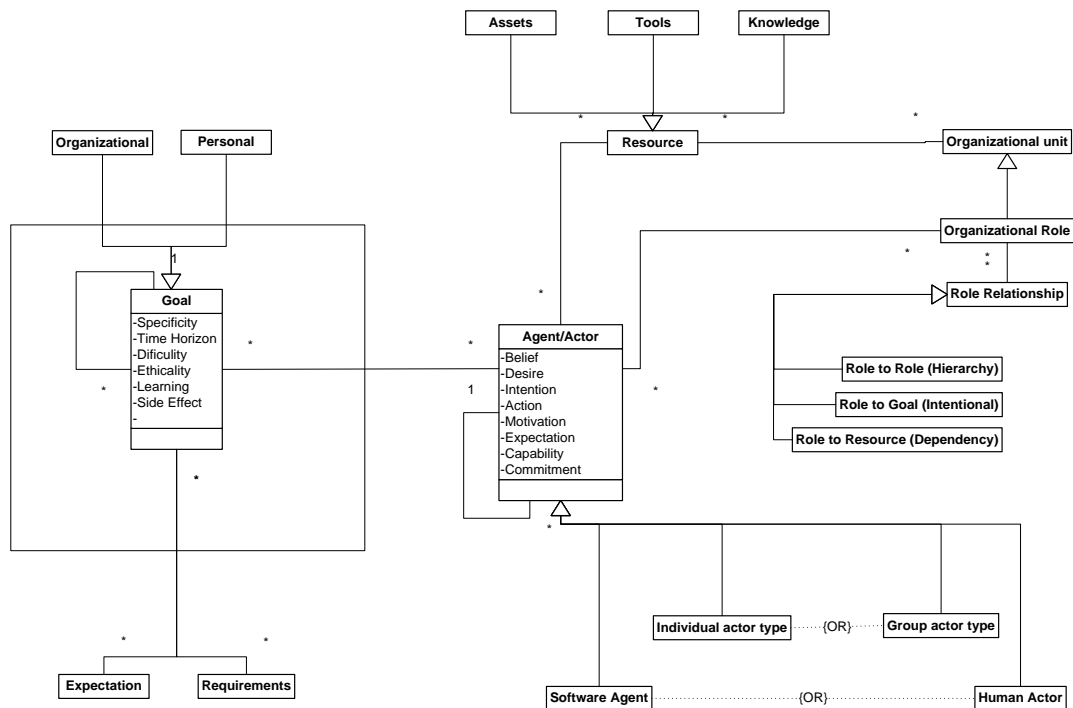 Assets
Tools
Knowledge
*
*
*
Organizational
Personal
Resource
Organizational unit
Organizational Role
1
*
*
*
Goal
*
Role Relationship
-Specificity
-Time Horizon
-Dificulity
-Ethicality
-Learning
-Side Effect
-
*
*
*
Agent/Actor
-Belief
-Desire
-Intention
-Action
-Motivation
-Expectation
-Capability
-Commitment
1
*
Role to Role (Hierarchy)
Role to Goal (Intentional)
Role to Resource (Dependency)
*
*
*
*
Individual actor type
{OR}
Group actor type
Expectation
Requirements
Software Agent
{OR}
Human Actor